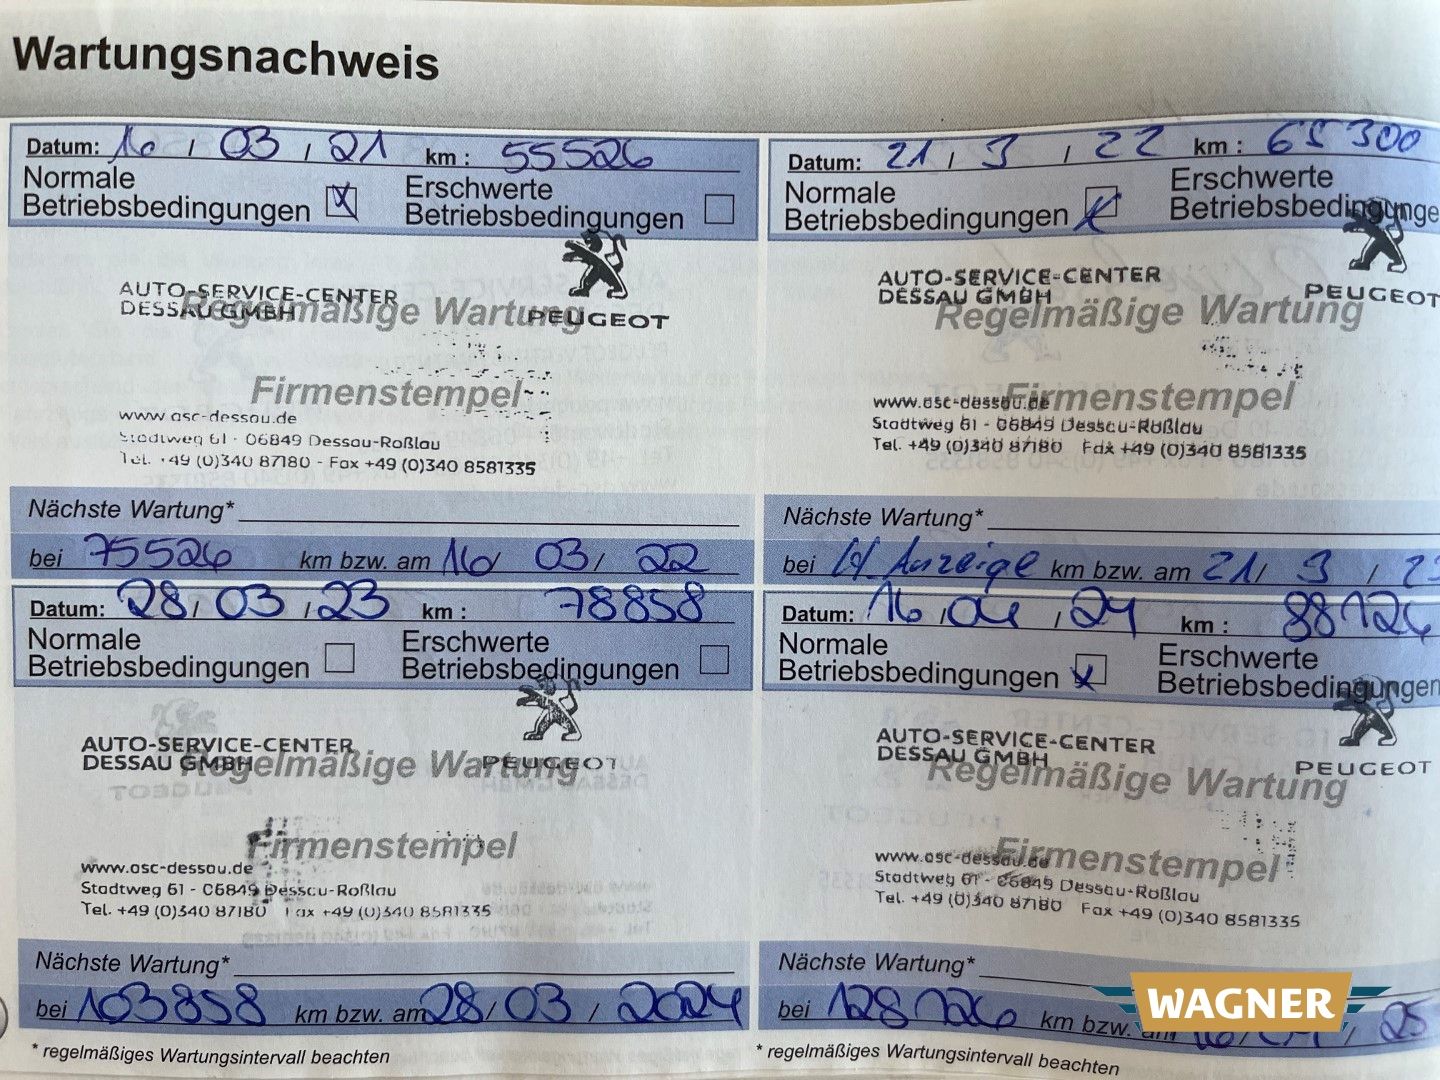 Wartungsnachweis
Datum: 16 / 03 / 21 km : 55526
Normale
Betriebsbedingungen
Erschwerte
Betriebsbedingungen
AUTO-SERVICE-CENTER
DESSAU GMBH
PEUGEOT
Regelmäßige Wartung
Firmenstempel
www.asc-dessau.de
Stadtweg 61 - 06849 Dessau-Roßlau
Tel. +49 (0)340 87180 - Fax +49 (0)340 8581335
Nächste Wartung*
bei 75526 km bzw. am 16/ 03/ 22
Datum: 21 / 3 / 22 km : 65300
Normale
Betriebsbedingungen
Erschwerte
Betriebsbedingunge
AUTO-SERVICE-CENTER
DESSAU GMBH
PEUGEOT
Regelmäßige Wartung
Firmenstempel
www.asc-dessau.de
Stadtweg 61 - 06849 Dessau-Roßlau
Tel. +49 (0)340 87180 Fax +49 (0)340 8581335
Nächste Wartung*
bei Anzeige km bzw. am 21/ 3 /
Datum: 28/ 03 / 23 km : 78858
Normale
Betriebsbedingungen
Erschwerte
Betriebsbedingungen
AUTO-SERVICE-CENTER
DESSAU GMBH
PEUGEOT
Regelmäßige Wartung
Firmenstempel
www.asc-dessau.de
Stadtweg 61 - 06849 Dessau-Roßlau
Tel. +49 (0)340 87180 Fax +49 (0)340 8581335
Nächste Wartung*
bei 103858 km bzw. am 28/ 03 / 2024
* regelmäßiges Wartungsintervall beachten
Datum: 16 / 04 / 24 km : 88126
Normale
Betriebsbedingungen
Erschwerte
Betriebsbedingungen
AUTO-SERVICE-CENTER
DESSAU GMBH
PEUGEOT
Regelmäßige Wartung
Firmenstempel
www.asc-dessau.de
Stadtweg 61 - 06849 Dessau-Roßlau
Tel. +49 (0)340 87180 Fax +49 (0)340 8581335
Nächste Wartung*
bei 128126 km bzw. am 16/ / 25
* regelmäßiges Wartungsintervall beachten
WAGNER